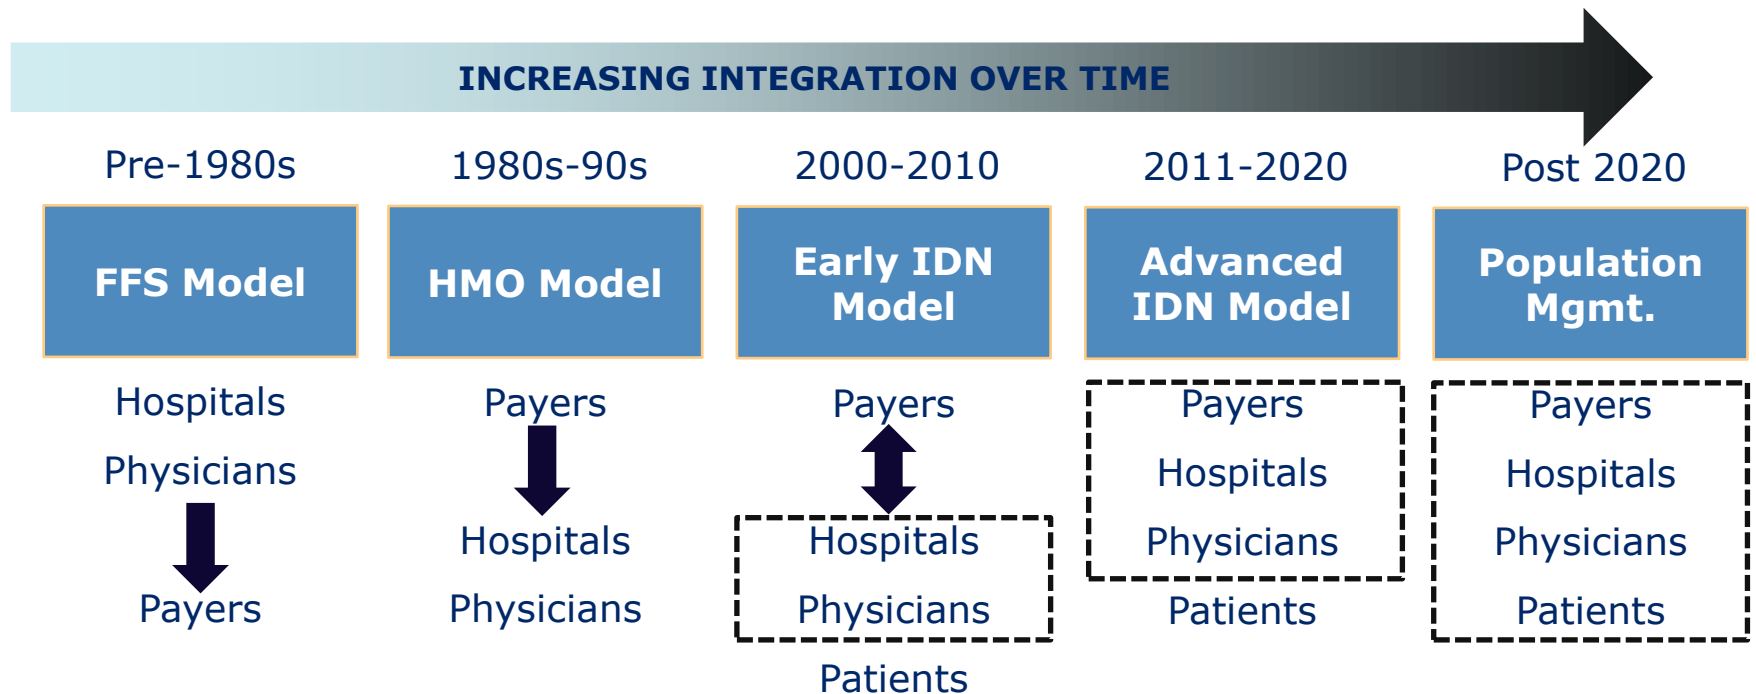 INCREASING INTEGRATION OVER TIME
Pre-1980s
FFS Model
Hospitals
Physicians
Payers
1980s-90s
HMO Model
Payers
Hospitals
Physicians
2000-2010
Early IDN
Model
Payers
Hospitals
Physicians
Patients
2011-2020
Advanced
IDN Model
Payers
Hospitals
Physicians
Patients
Post 2020
Population
Mgmt.
Payers
Hospitals
Physicians
Patients